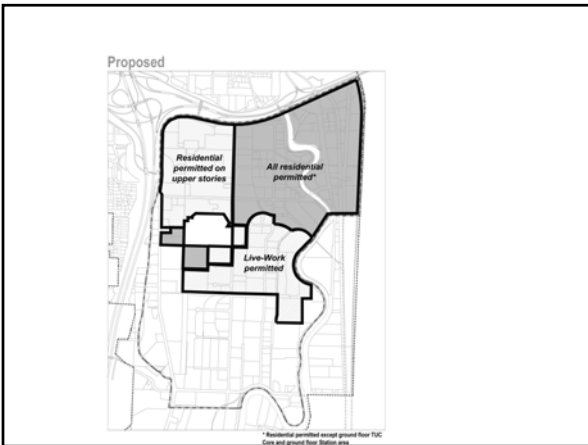 Proposed
Residential
permitted on
upper stories
All residential
permitted*
Live-Work
permitted
* Residential permitted except ground floor TUC
Core and ground floor Station area